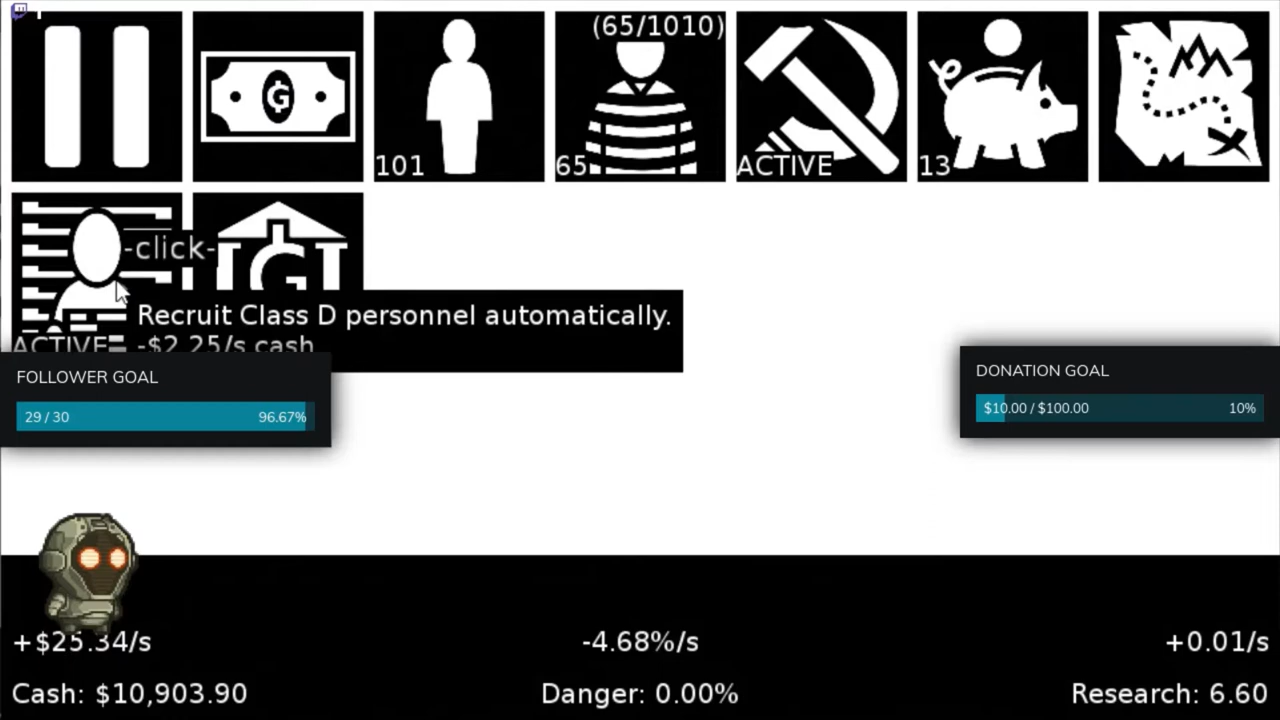 (65/1010)
101
65
ACTIVE
13
-click-
Recruit Class D personnel automatically.
ACTIVE
-$2.25/s cash
FOLLOWER GOAL
29 / 30
96.67%
DONATION GOAL
$10.00 / $100.00
10%
+$25.34/s
-4.68%/s
+0.01/s
Cash: $10,903.90
Danger: 0.00%
Research: 6.60